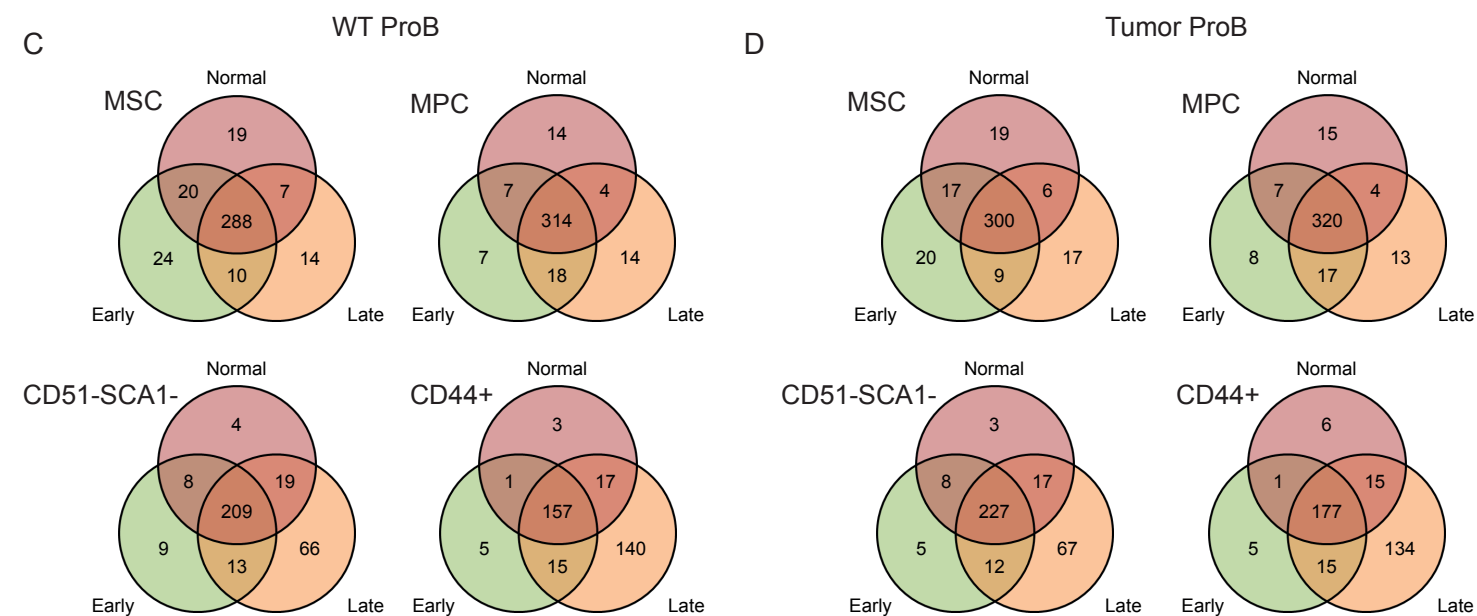 C
WT ProB
MSC
Normal
19
20
7
288
24
10
14
Early
Late
MPC
Normal
14
7
4
314
7
18
14
Early
Late
CD51-SCA1-
Normal
4
8
19
209
9
13
66
Early
Late
CD44+
Normal
3
1
17
157
5
15
140
Early
Late
D
Tumor ProB
MSC
Normal
19
17
6
300
20
9
17
Early
Late
MPC
Normal
15
7
4
320
8
17
13
Early
Late
CD51-SCA1-
Normal
3
8
17
227
5
12
67
Early
Late
CD44+
Normal
6
1
15
177
5
15
134
Early
Late